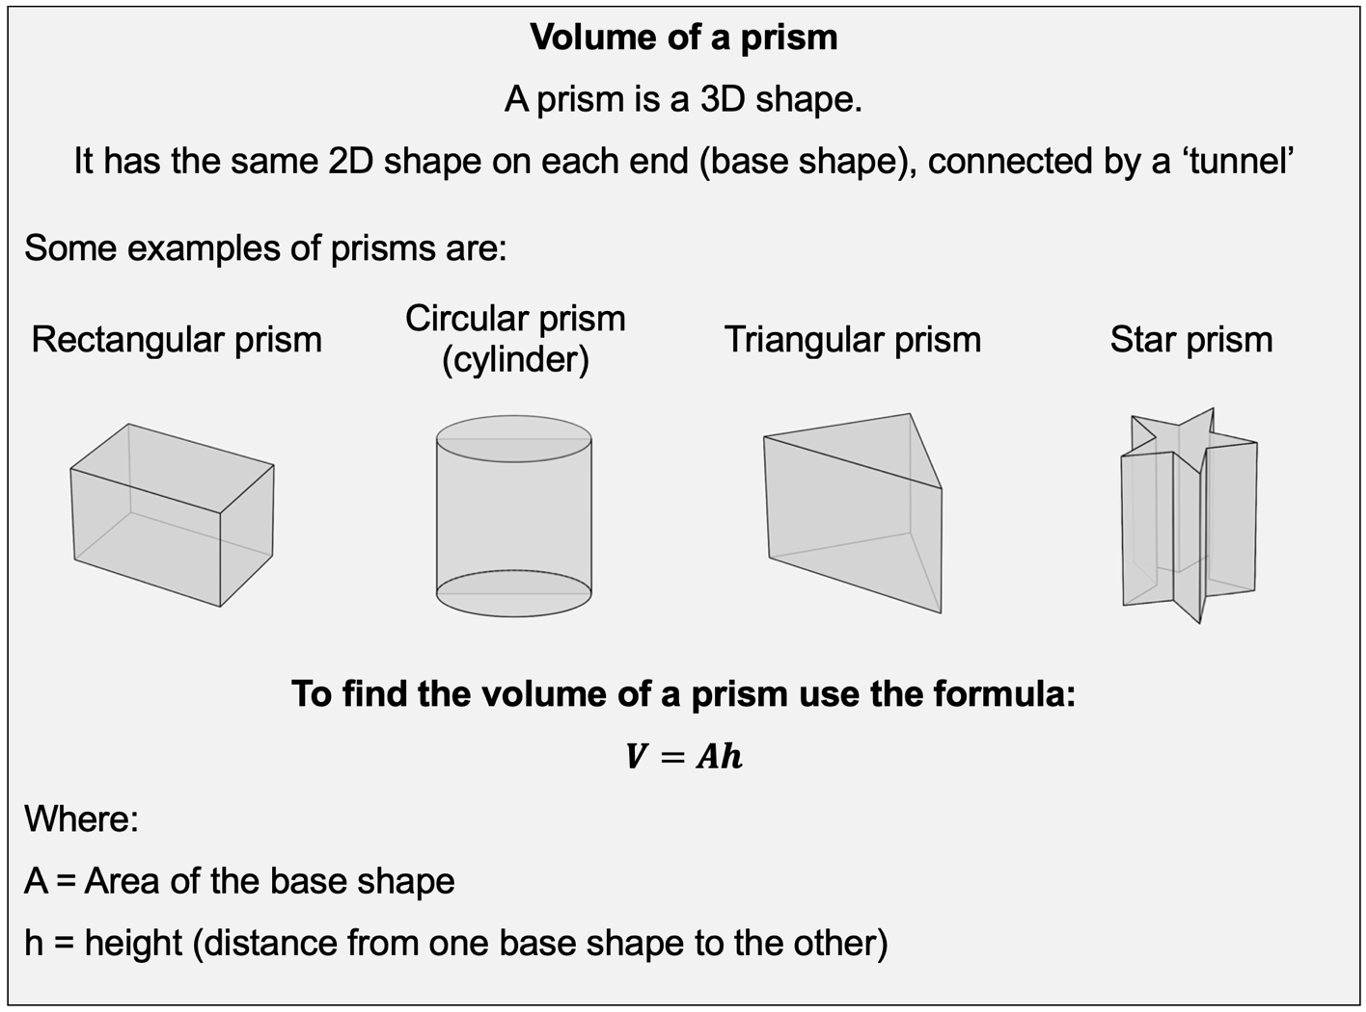 Volume of a prism
A prism is a 3D shape.
It has the same 2D shape on each end (base shape), connected by a ‘tunnel’
Some examples of prisms are:
Rectangular prism
Circular prism
(cylinder)
Triangular prism
Star prism
To find the volume of a prism use the formula:
V = Ah
Where:
A = Area of the base shape
h = height (distance from one base shape to the other)